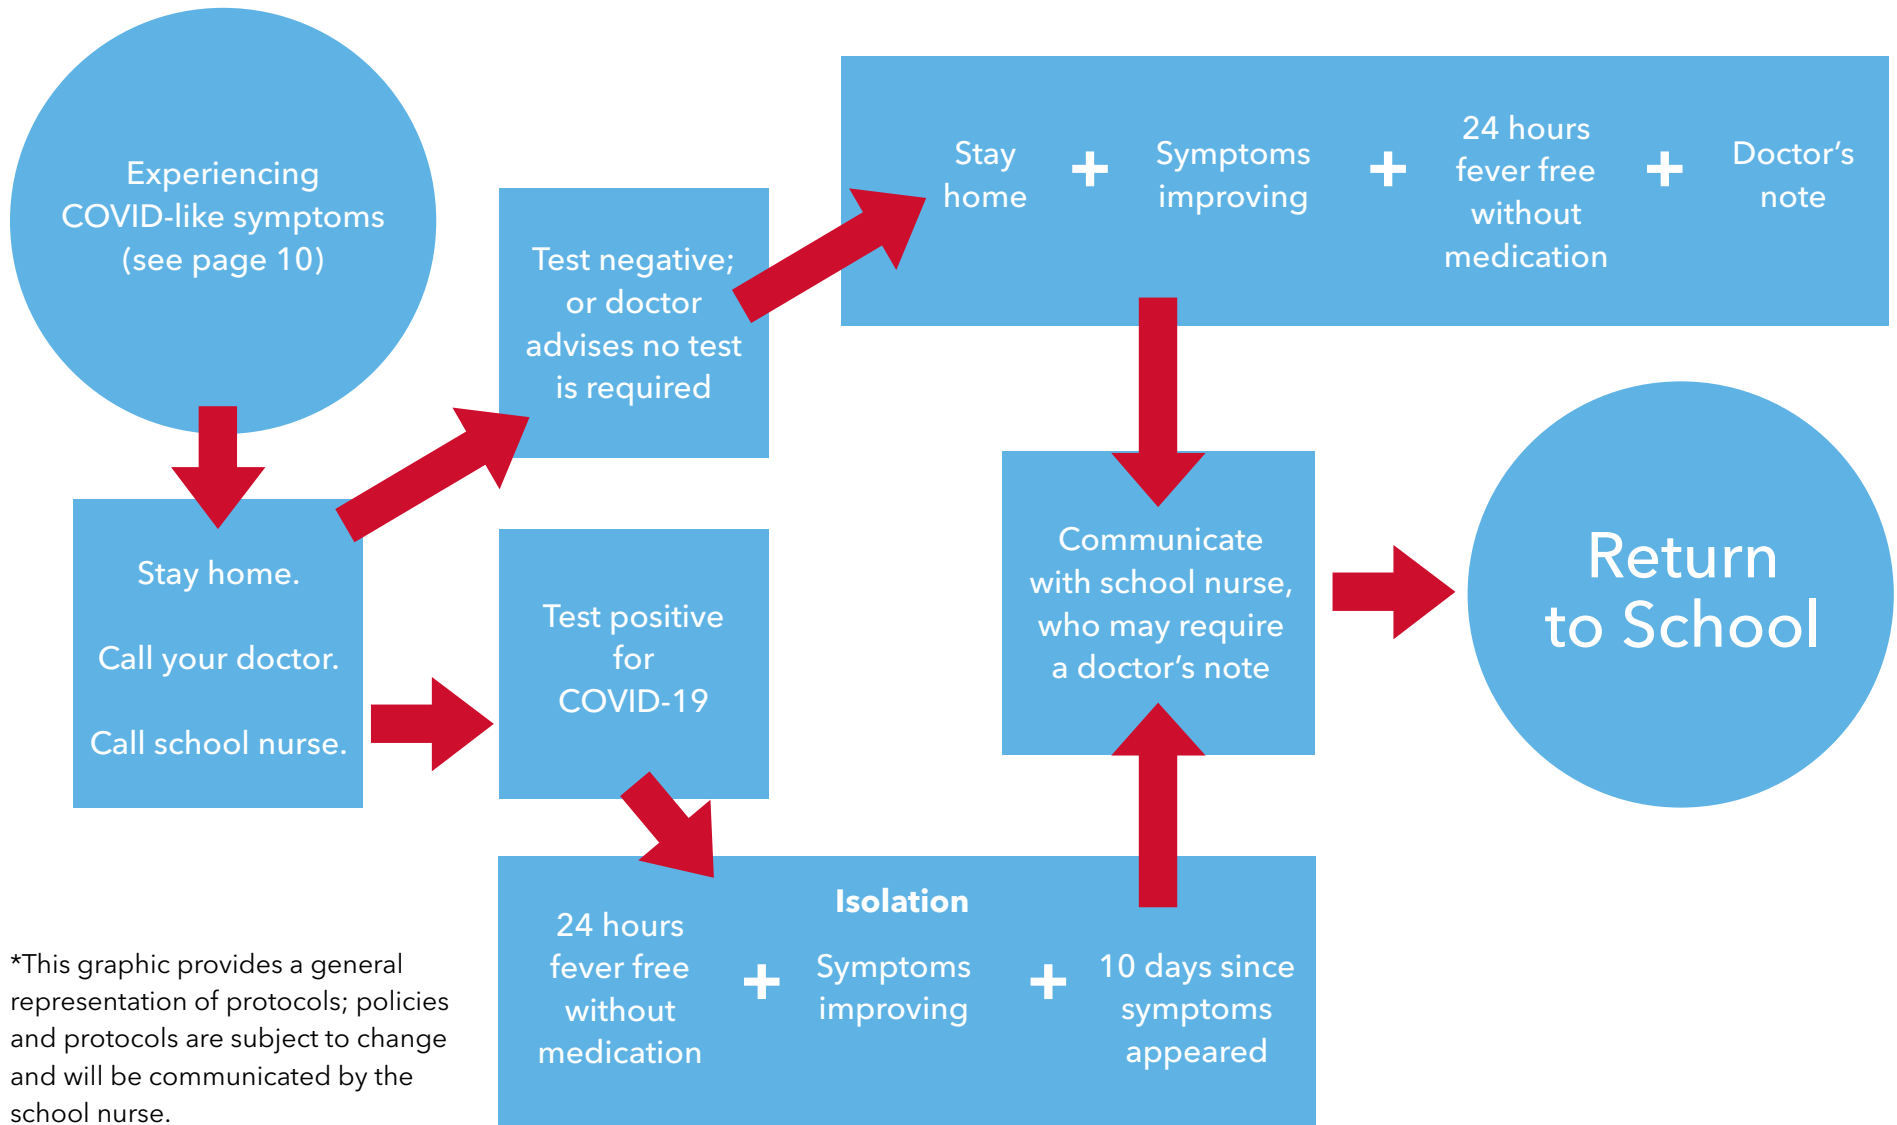 Experiencing
COVID-like symptoms
(see page 10)
Stay home.
Call your doctor.
Call school nurse.
Test negative;
or doctor
advises no test
is required
Stay
home
+
Symptoms
improving
+
24 hours
fever free
without
medication
+
Doctor’s
note
Test positive
for
COVID-19
Isolation
24 hours
fever free
without
medication
+
Symptoms
improving
+
10 days since
symptoms
appeared
Communicate
with school nurse,
who may require
a doctor’s note
Return
to School
*This graphic provides a general
representation of protocols; policies
and protocols are subject to change
and will be communicated by the
school nurse.